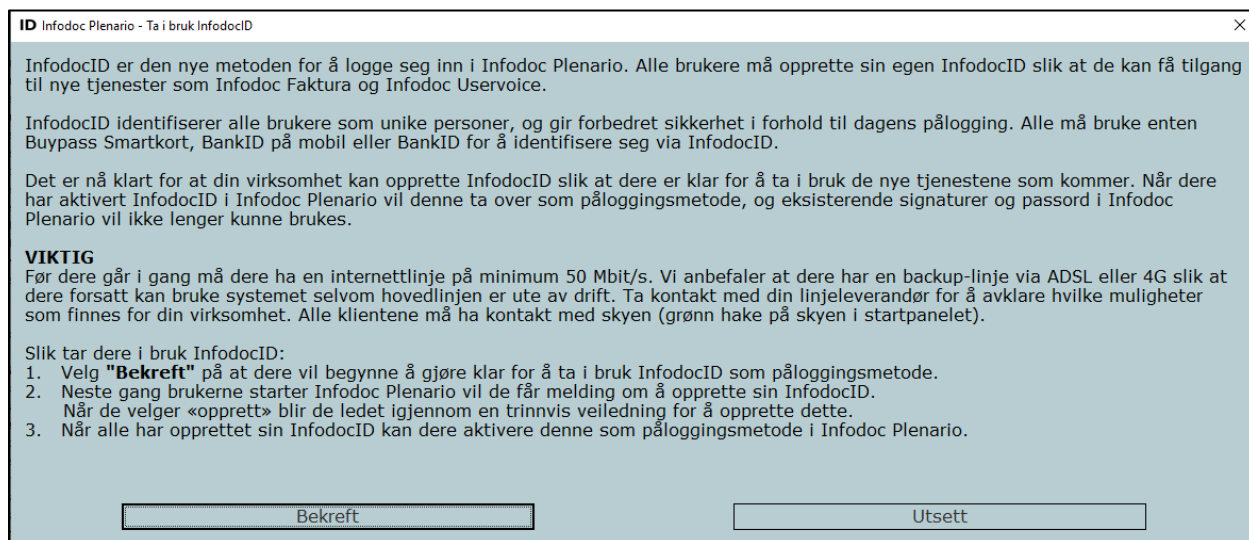 ID Infodoc Plenario - Ta i bruk InfodocID
InfodocID er den nye metoden for å logge seg inn i Infodoc Plenario. Alle brukere må opprette sin egen InfodocID slik at de kan få tilgang
til nye tjenester som Infodoc Faktura og Infodoc Uservoice.
InfodocID identifiserer alle brukere som unike personer, og gir forbedret sikkerhet i forhold til dagens pålogging. Alle må bruke enten
Buypass Smartkort, BankID på mobil eller BankID for å identifisere seg via InfodocID.
Det er nå klart for at din virksomhet kan opprette InfodocID slik at dere er klar for å ta i bruk de nye tjenestene som kommer. Når dere
har aktivert InfodocID i Infodoc Plenario vil denne ta over som påloggingsmetode, og eksisterende signaturer og passord i Infodoc
Plenario vil ikke lenger kunne brukes.
VIKTIG
Før dere går i gang må dere ha en internettlinje på minimum 50 Mbit/s. Vi anbefaler at dere har en backup-linje via ADSL eller 4G slik at
dere forsatt kan bruke systemet selvom hovedlinjen er ute av drift. Ta kontakt med din linjeleverandør for å avklare hvilke muligheter
som finnes for din virksomhet. Alle klientene må ha kontakt med skyen (grønn hake på skyen i startpanelet).
Slik tar dere i bruk InfodocID:
1. Velg "Bekreft" på at dere vil begynne å gjøre klar for å ta i bruk InfodocID som påloggingsmetode.
2. Neste gang brukerne starter Infodoc Plenario vil de får melding om å opprette sin InfodocID.
Når de velger «opprett» blir de ledet igjennom en trinnvis veiledning for å opprette dette.
3. Når alle har opprettet sin InfodocID kan dere aktivere denne som påloggingsmetode i Infodoc Plenario.
Bekreft
Utsett